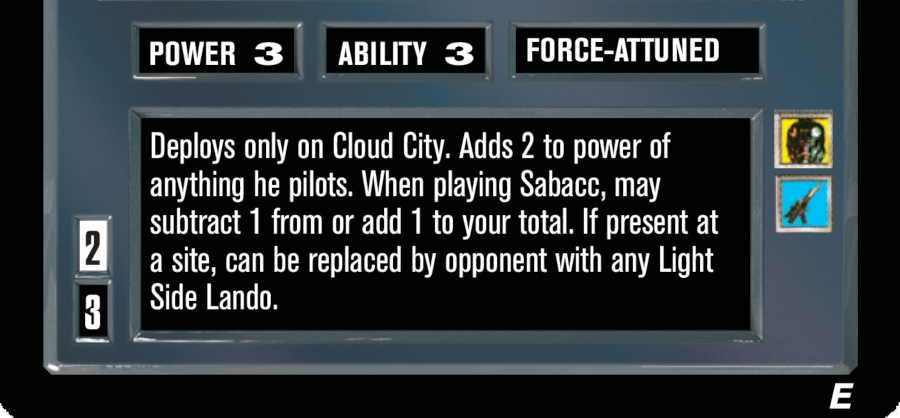 POWER 3 ABILITY 3 FORCE-ATTUNED
Deploys only on Cloud City. Adds 2 to power of
anything he pilots. When playing Sabacc, may
subtract 1 from or add 1 to your total. If present at
a site, can be replaced by opponent with any Light
Side Lando.
2
3
E